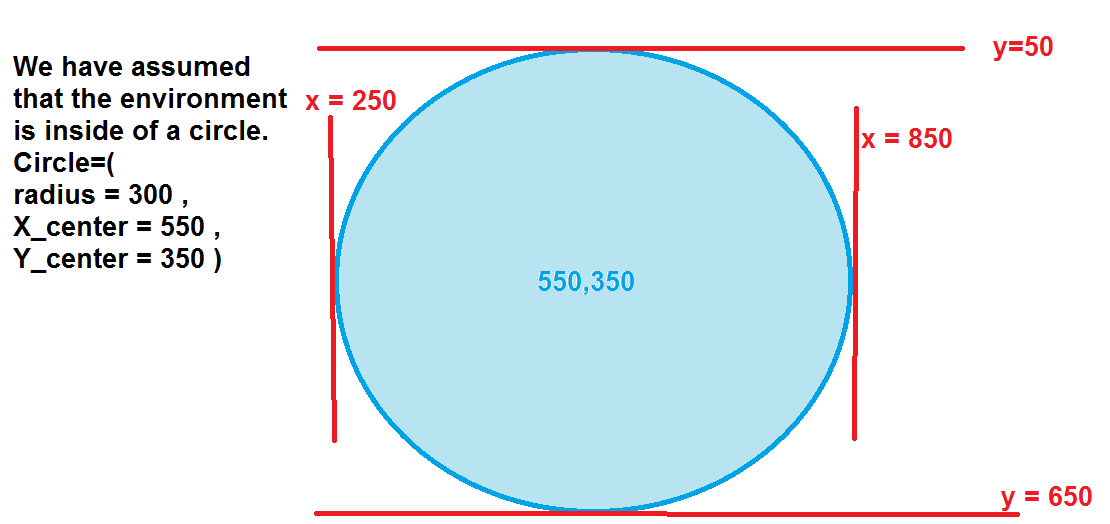 We have assumed
that the environment
is inside of a circle.
Circle=(
radius = 300 ,
X_center = 550 ,
Y_center = 350 )
y=50
x = 250
x = 850
550,350
y = 650